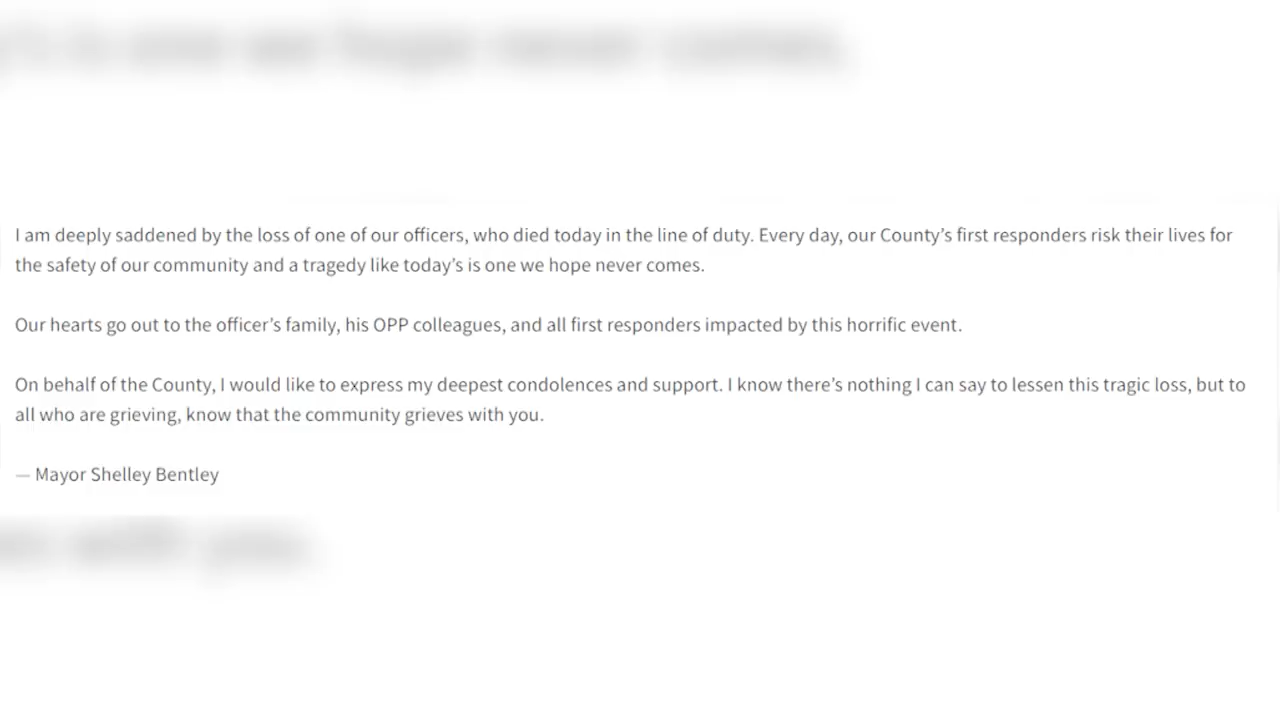 I am deeply saddened by the loss of one of our officers, who died today in the line of duty. Every day, our County’s first responders risk their lives for
the safety of our community and a tragedy like today’s is one we hope never comes.
Our hearts go out to the officer’s family, his OPP colleagues, and all first responders impacted by this horrific event.
On behalf of the County, I would like to express my deepest condolences and support. I know there’s nothing I can say to lessen this tragic loss, but to
all who are grieving, know that the community grieves with you.
— Mayor Shelley Bentley